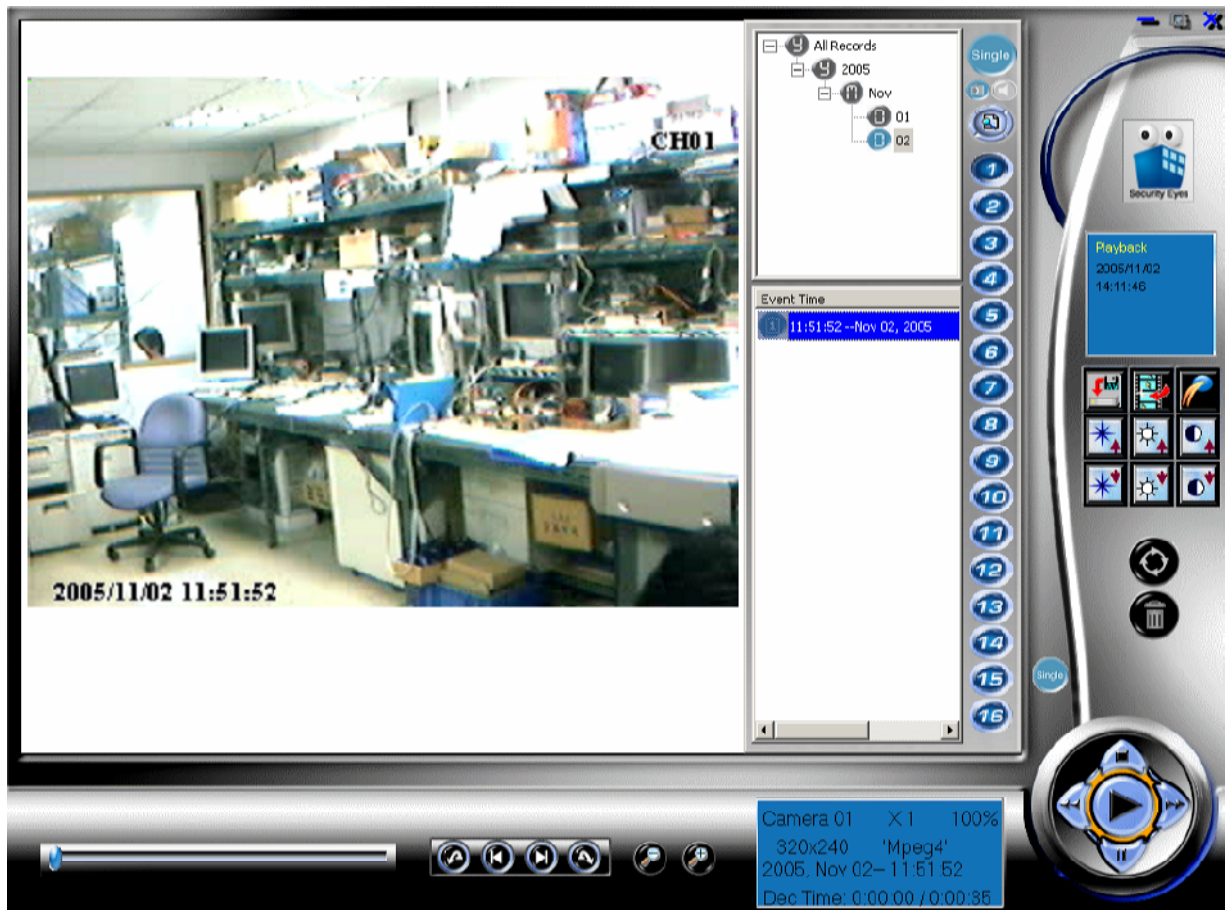 All Records
2005
Nov
01
02
CH01
2005/11/02 11:51:52
Event Time
1
11:51:52 --Nov 02, 2005
Single
1
2
3
4
5
6
7
8
9
10
11
12
13
14
15
16
Security Eyes
Playback
2005/11/02
14:11:46
Single
Camera 01 X 1 100%
320x240 'Mpeg4'
2005, Nov 02-- 11:51:52
Dec Time: 0:00:00 / 0:00:35